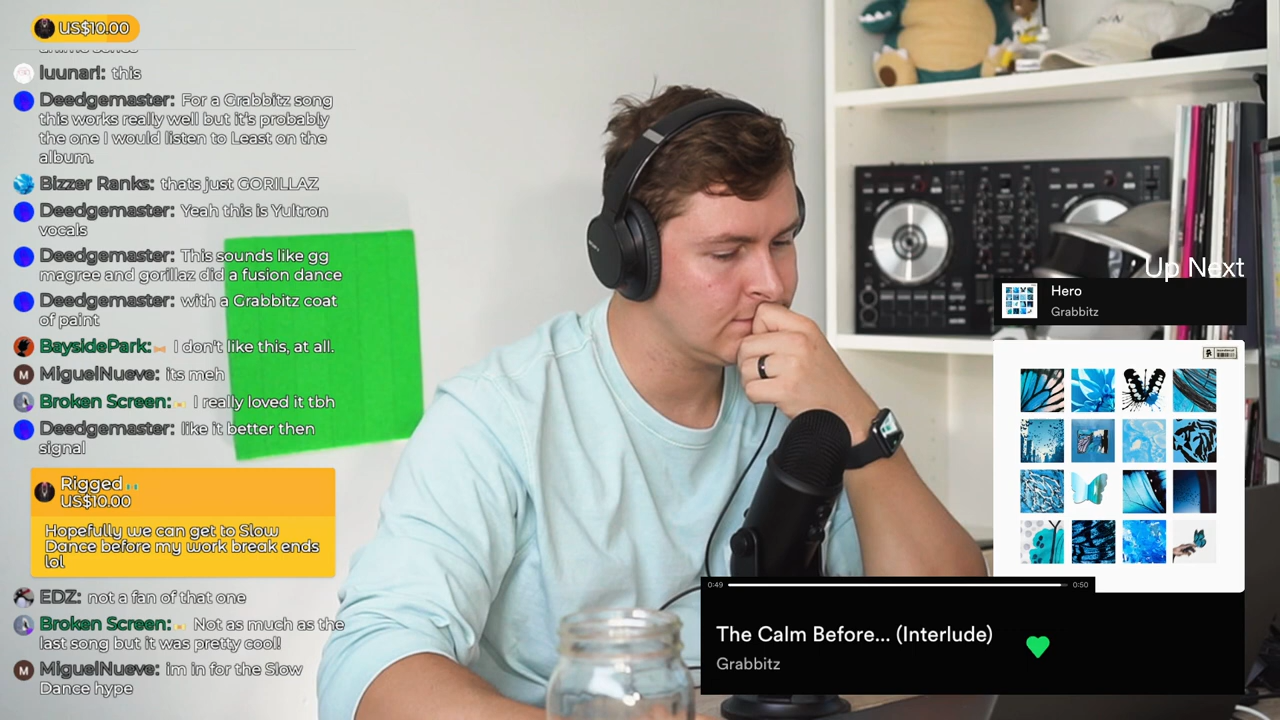 US$10.00
luunari: this
Deedgemaster: For a Grabbitz song
this works really well but it's probably
the one I would listen to Least on the
album.
Bizzer Ranks: thats just GORILLAZ
Deedgemaster: Yeah this is Yultron
vocals
Deedgemaster: This sounds like gg
magree and gorillaz did a fusion dance
Deedgemaster: with a Grabbitz coat
of paint
BaysidePark: I don't like this, at all.
MiguelNueve: its meh
Broken Screen: I really loved it tbh
Deedgemaster: like it better then
signal
Rigged
US$10.00
Hopefully we can get to Slow
Dance before my work break ends
lol
EDZ: not a fan of that one
Broken Screen: Not as much as the
last song but it was pretty cool!
MiguelNueve: im in for the Slow
Dance hype
SONY
Up Next
Hero
Grabbitz
0:49
0:50
The Calm Before... (Interlude)
Grabbitz